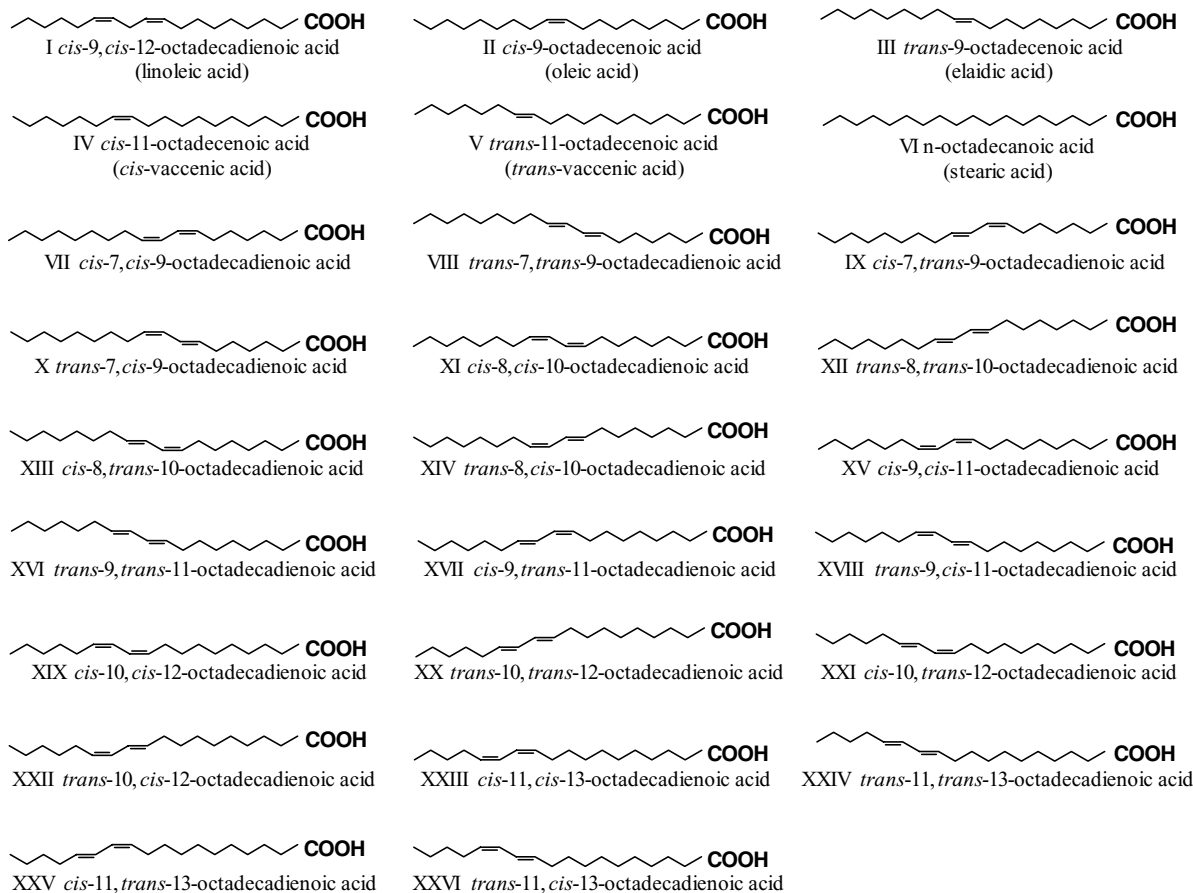 COOH COOH COOH
I cis-9,cis-12-octadecadienoic acid II cis-9-octadecenoic acid III trans-9-octadecenoic acid
(linoleic acid) (oleic acid) (elaidic acid)
COOH COOH COOH
IV cis-11-octadecenoic acid V trans-11-octadecenoic acid VI n-octadecanoic acid
(cis-vaccenic acid) (trans-vaccenic acid) (stearic acid)
COOH COOH COOH
VII cis-7,cis-9-octadecadienoic acid VIII trans-7,trans-9-octadecadienoic acid IX cis-7,trans-9-octadecadienoic acid
COOH COOH COOH
X trans-7,cis-9-octadecadienoic acid XI cis-8,cis-10-octadecadienoic acid XII trans-8,trans-10-octadecadienoic acid
COOH COOH COOH
XIII cis-8,trans-10-octadecadienoic acid XIV trans-8,cis-10-octadecadienoic acid XV cis-9,cis-11-octadecadienoic acid
COOH COOH COOH
XVI trans-9,trans-11-octadecadienoic acid XVII cis-9,trans-11-octadecadienoic acid XVIII trans-9,cis-11-octadecadienoic acid
COOH COOH COOH
XIX cis-10,cis-12-octadecadienoic acid XX trans-10,trans-12-octadecadienoic acid XXI cis-10,trans-12-octadecadienoic acid
COOH COOH COOH
XXII trans-10,cis-12-octadecadienoic acid XXIII cis-11,cis-13-octadecadienoic acid XXIV trans-11,trans-13-octadecadienoic acid
COOH COOH
XXV cis-11,trans-13-octadecadienoic acid XXVI trans-11,cis-13-octadecadienoic acid